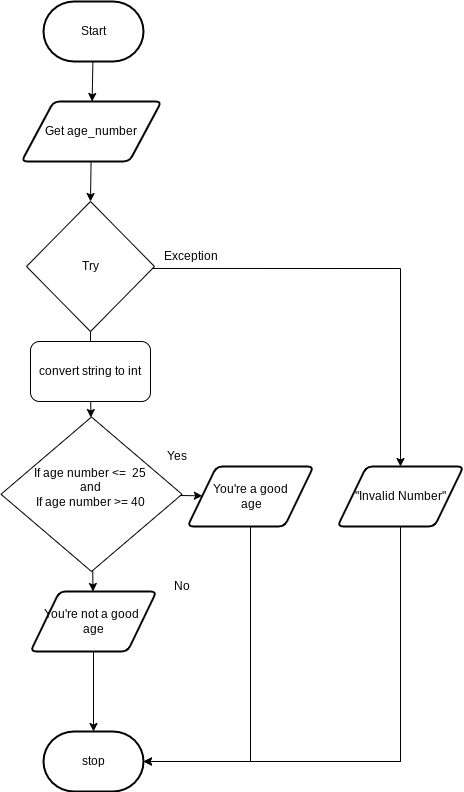 Start
Get age_number
Try
Exception
convert string to int
If age number <= 25
and
If age number >= 40
Yes
You're a good
age
"Invalid Number"
No
You're not a good
age
stop